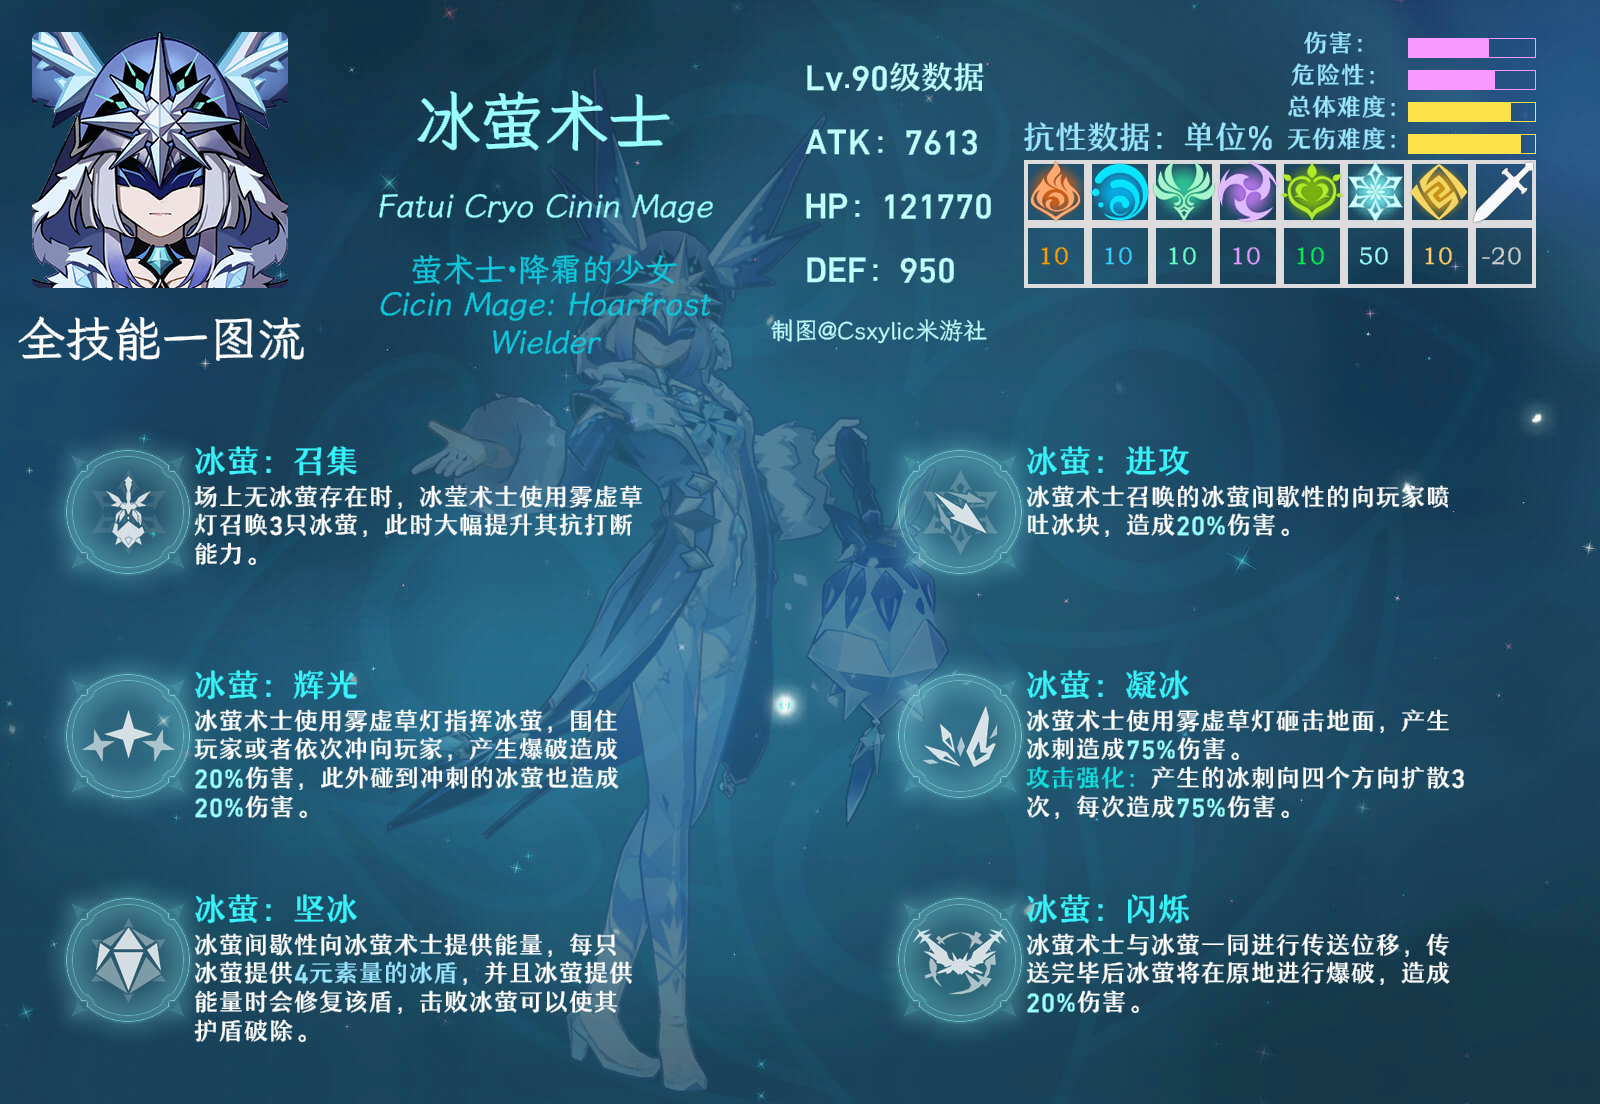 冰萤术士
Fatui Cryo Cinin Mage
萤术士·降霜的少女
Cicin Mage: Hoarfrost
Wielder
全技能一图流
Lv.90级数据
ATK：7613
HP：121770
DEF：950
制图@Csxylic米游社
伤害：
危险性：
总体难度：
无伤难度：
抗性数据：单位%
10 10 10 10 10 50 10 -20
冰萤：召集
场上无冰萤存在时，冰莹术士使用雾虚草
灯召唤3只冰萤，此时大幅提升其抗打断
能力。
冰萤：进攻
冰萤术士召唤的冰萤间歇性的向玩家喷
吐冰块，造成20%伤害。
冰萤：辉光
冰萤术士使用雾虚草灯指挥冰萤，围住
玩家或者依次冲向玩家，产生爆破造成
20%伤害，此外碰到冲刺的冰萤也造成
20%伤害。
冰萤：凝冰
冰萤术士使用雾虚草灯砸击地面，产生
冰刺造成75%伤害。
攻击强化：产生的冰刺向四个方向扩散3
次，每次造成75%伤害。
冰萤：坚冰
冰萤间歇性向冰萤术士提供能量，每只
冰萤提供4元素量的冰盾，并且冰萤提供
能量时会修复该盾，击败冰萤可以使其
护盾破除。
冰萤：闪烁
冰萤术士与冰萤一同进行传送位移，传
送完毕后冰萤将在原地进行爆破，造成
20%伤害。